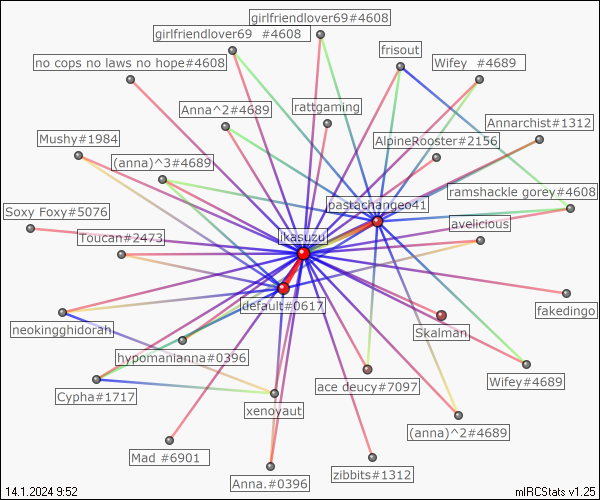 girlfriendlover69#4608
girlfriendlover69 #4608
frisout
no cops no laws no hope#4608
Wifey #4689
Anna^2#4689
rattgaming
Annarchist#1312
Mushy#1984
AlpineRooster#2156
(anna)^3#4689
ramshackle gorey#4608
pastachangeo41
Soxy Foxy#5076
avelicious
Toucan#2473
ikasuzu
default#0617
fakedingo
neokingghidorah
Skalman
hypomanianna#0396
Wifey#4689
ace deucy#7097
Cypha#1717
xenovaut
(anna)^2#4689
Mad #6901
zibbits#1312
Anna.#0396
14.1.2024 9:52
mIRCStats v1.25